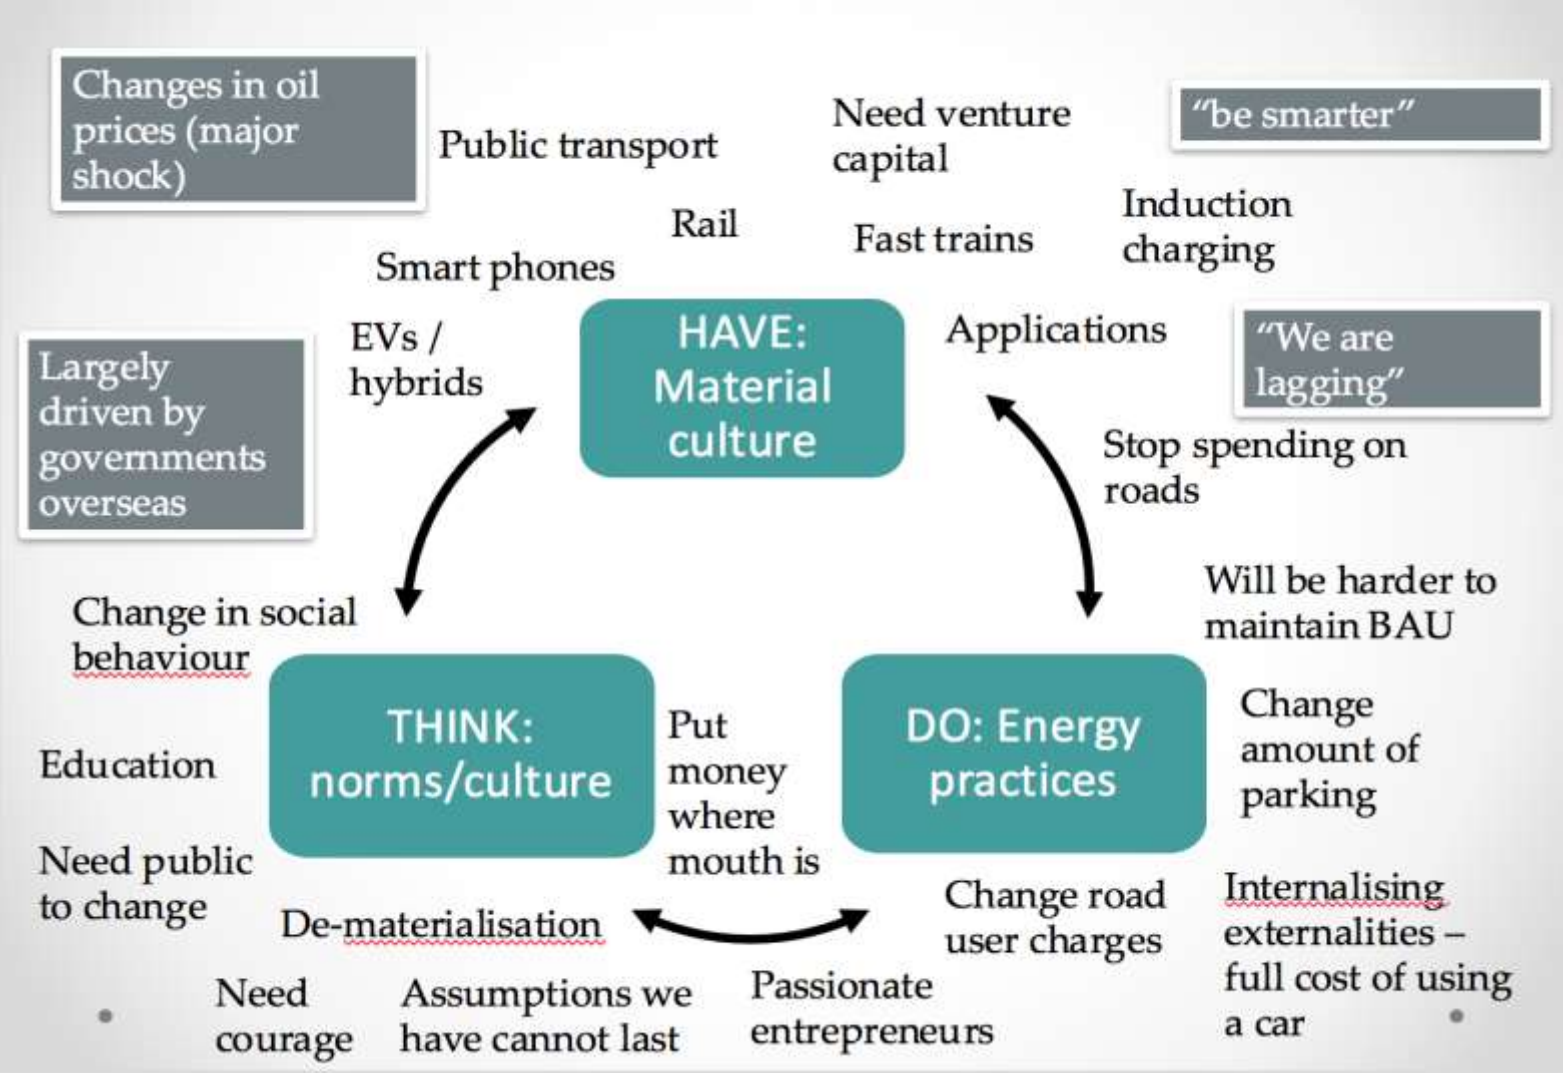 Changes in oil
prices (major
shock)
Public transport
Need venture
capital
"be smarter"
Rail
Fast trains
Induction
charging
Smart phones
EVs /
hybrids
HAVE:
Material
culture
Applications
"We are
lagging"
Largely
driven by
governments
overseas
Stop spending on
roads
Change in social
behaviour
Will be harder to
maintain BAU
THINK:
norms/culture
Put
money
where
mouth is
DO: Energy
practices
Change
amount of
parking
Education
Need public
to change
De-materialisation
Change road
user charges
Internalising
externalities –
full cost of using
a car
Need
courage
Assumptions we
have cannot last
Passionate
entrepreneurs